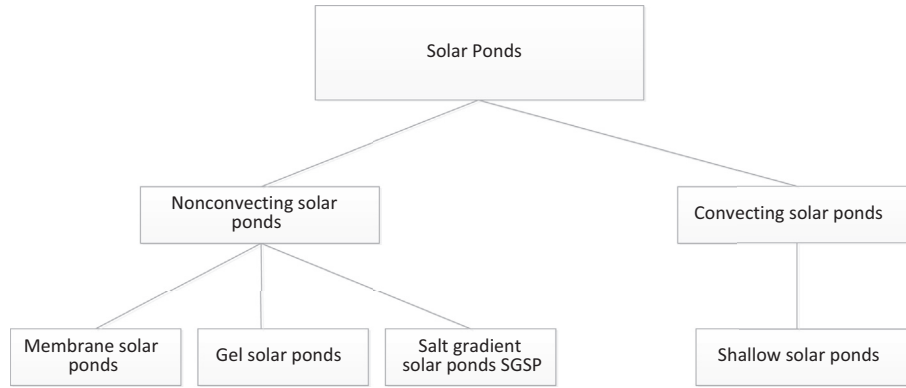 Solar Ponds
Nonconvecting solar
ponds
Convecting solar ponds
Membrane solar
ponds
Gel solar ponds
Salt gradient
solar ponds SGSP
Shallow solar ponds